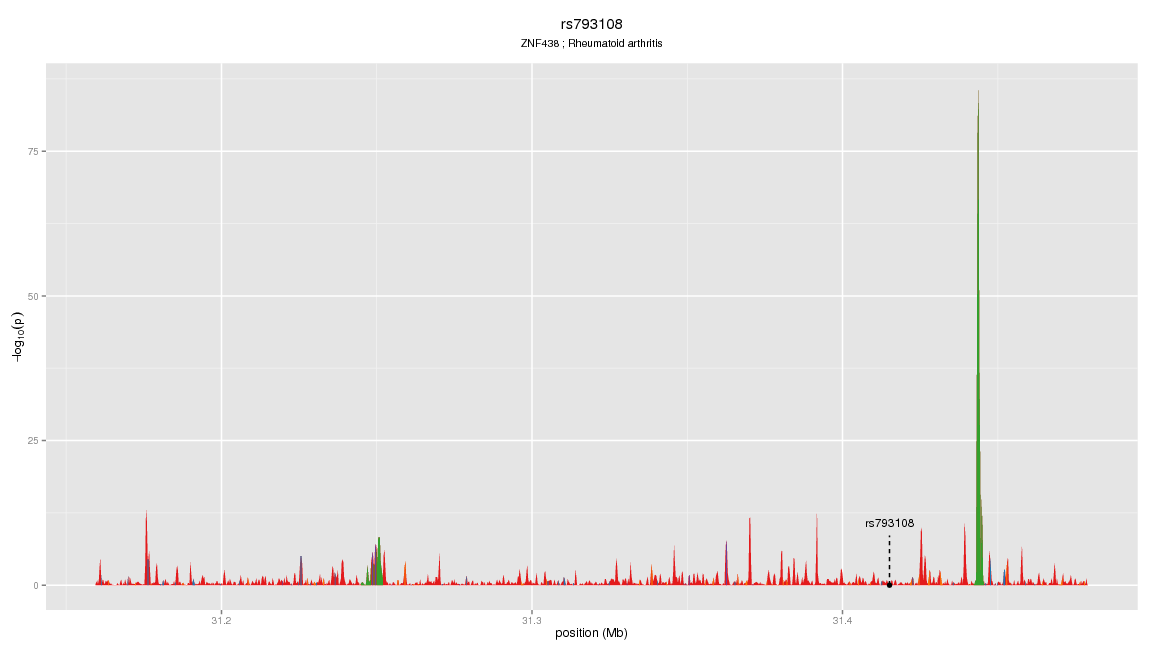 rs793108
ZNF438 ; Rheumatoid arthritis
75
50
25
0
−log10(p)
rs793108
31.2
31.3
31.4
position (Mb)